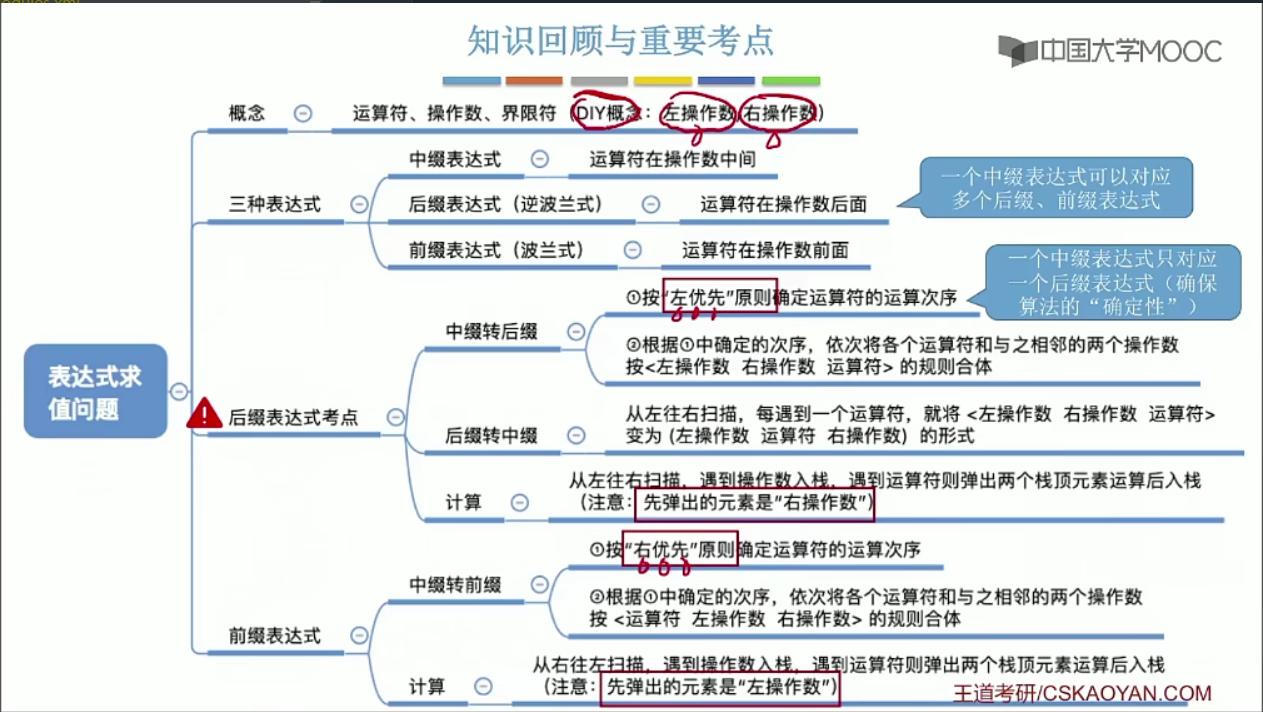 知识回顾与重要考点
中国大学MOOC
概念
运算符、操作数、界限符（DIY概念：左操作数/右操作数）
三种表达式
中缀表达式
运算符在操作数中间
后缀表达式（逆波兰式）
运算符在操作数后面
前缀表达式（波兰式）
运算符在操作数前面
一个中缀表达式可以对应
多个后缀、前缀表达式
表达式求
值问题
后缀表达式考点
中缀转后缀
①按“左优先”原则确定运算符的运算次序
一个中缀表达式只对应
一个后缀表达式（确保
算法的“确定性”）
②根据①中确定的次序，依次将各个运算符和与之相邻的两个操作数
按<左操作数 右操作数 运算符> 的规则合体
后缀转中缀
从左往右扫描，每遇到一个运算符，就将 <左操作数 右操作数 运算符>
变为 (左操作数 运算符 右操作数) 的形式
计算
从左往右扫描，遇到操作数入栈，遇到运算符则弹出两个栈顶元素运算后入栈
（注意：先弹出的元素是“右操作数”）
前缀表达式
中缀转前缀
①按“右优先”原则确定运算符的运算次序
②根据①中确定的次序，依次将各个运算符和与之相邻的两个操作数
按 <运算符 左操作数 右操作数> 的规则合体
计算
从右往左扫描，遇到操作数入栈，遇到运算符则弹出两个栈顶元素运算后入栈
（注意：先弹出的元素是“左操作数”）
王道考研/CSKAOYAN.COM